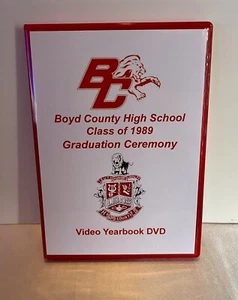 BC
Boyd County High School
Class of 1989
Graduation Ceremony
Video Yearbook DVD